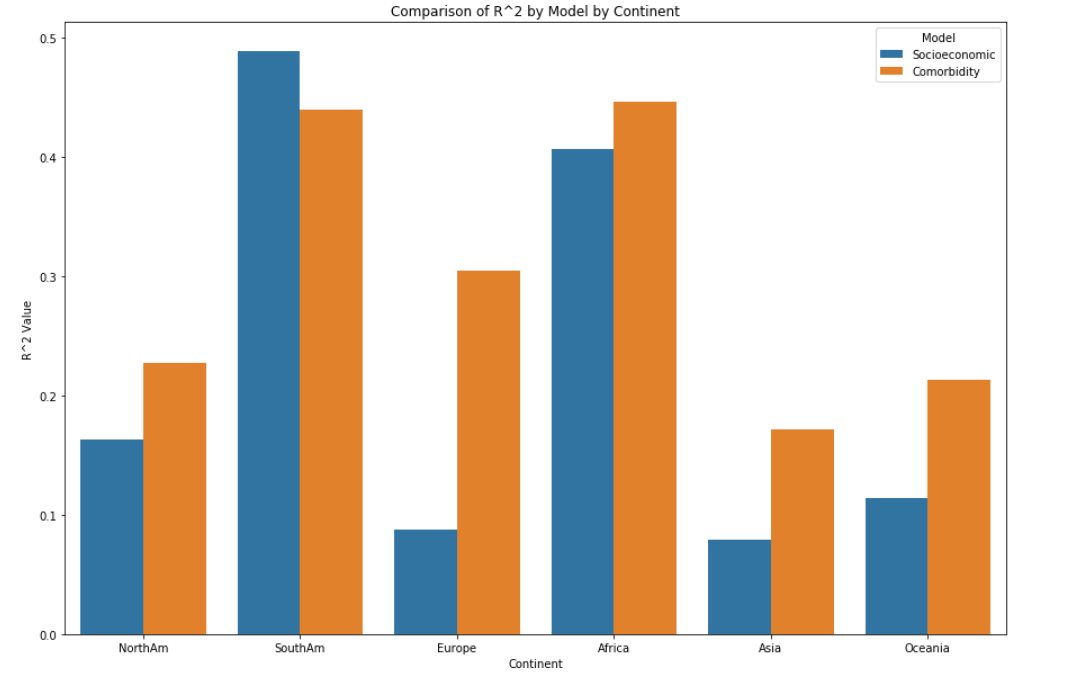 Comparison of R^2 by Model by Continent
Model
Socioeconomic
Comorbidity
R^2 Value
0.5
0.4
0.3
0.2
0.1
0.0
NorthAm
SouthAm
Europe
Africa
Asia
Oceania
Continent